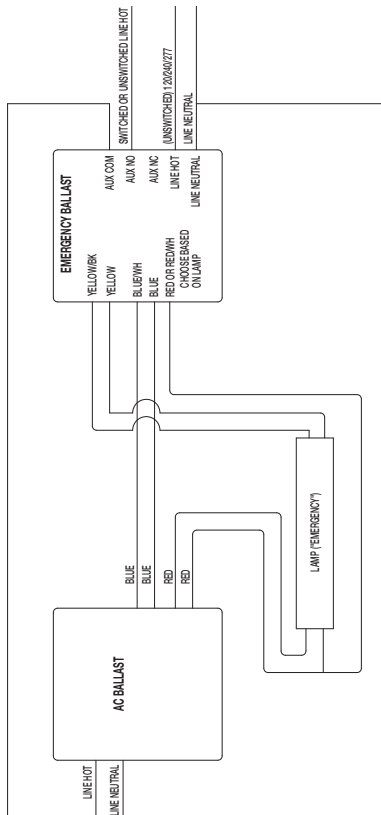 SWITCHED OR UNSWITCHED LINE HOT
(UNSWITCHED) 120/240/277
LINE NEUTRAL
EMERGENCY BALLAST
AUX COM
AUX NO
AUX NC
LINE HOT
LINE NEUTRAL
YELLOW/BK
YELLOW
BLUE/WH
BLUE
RED OR RED/WH
CHOOSE BASED
ON LAMP
LAMP ("EMERGENCY")
BLUE
BLUE
RED
RED
AC BALLAST
LINE HOT
LINE NEUTRAL